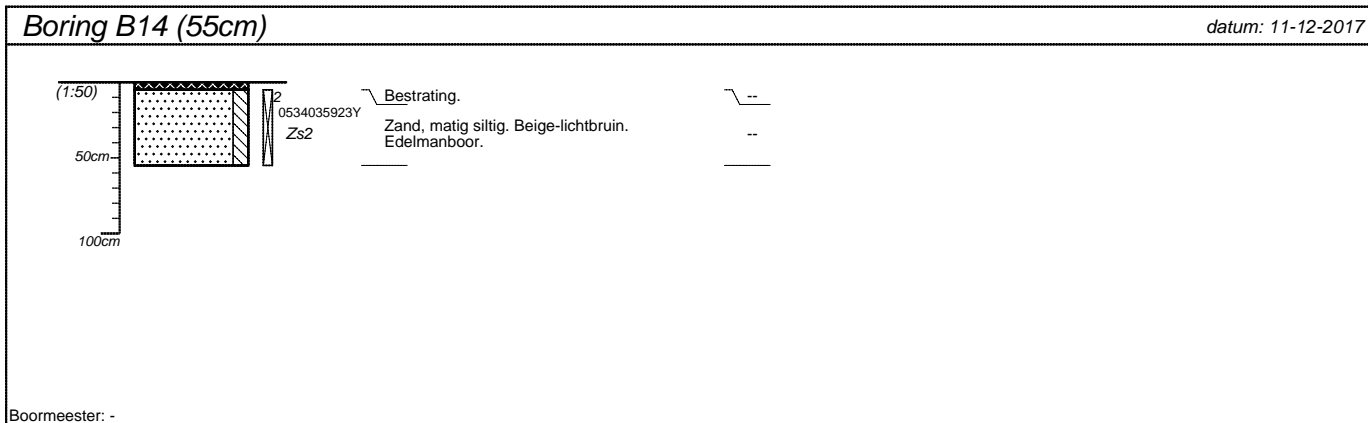 Boring B14 (55cm)
datum: 11-12-2017
(1:50)
2
Bestrating.
--
0534035923Y
Zs2
Zand, matig siltig. Beige-lichtbruin.
Edelmanboor.
--
50cm
100cm
Boormeester: -